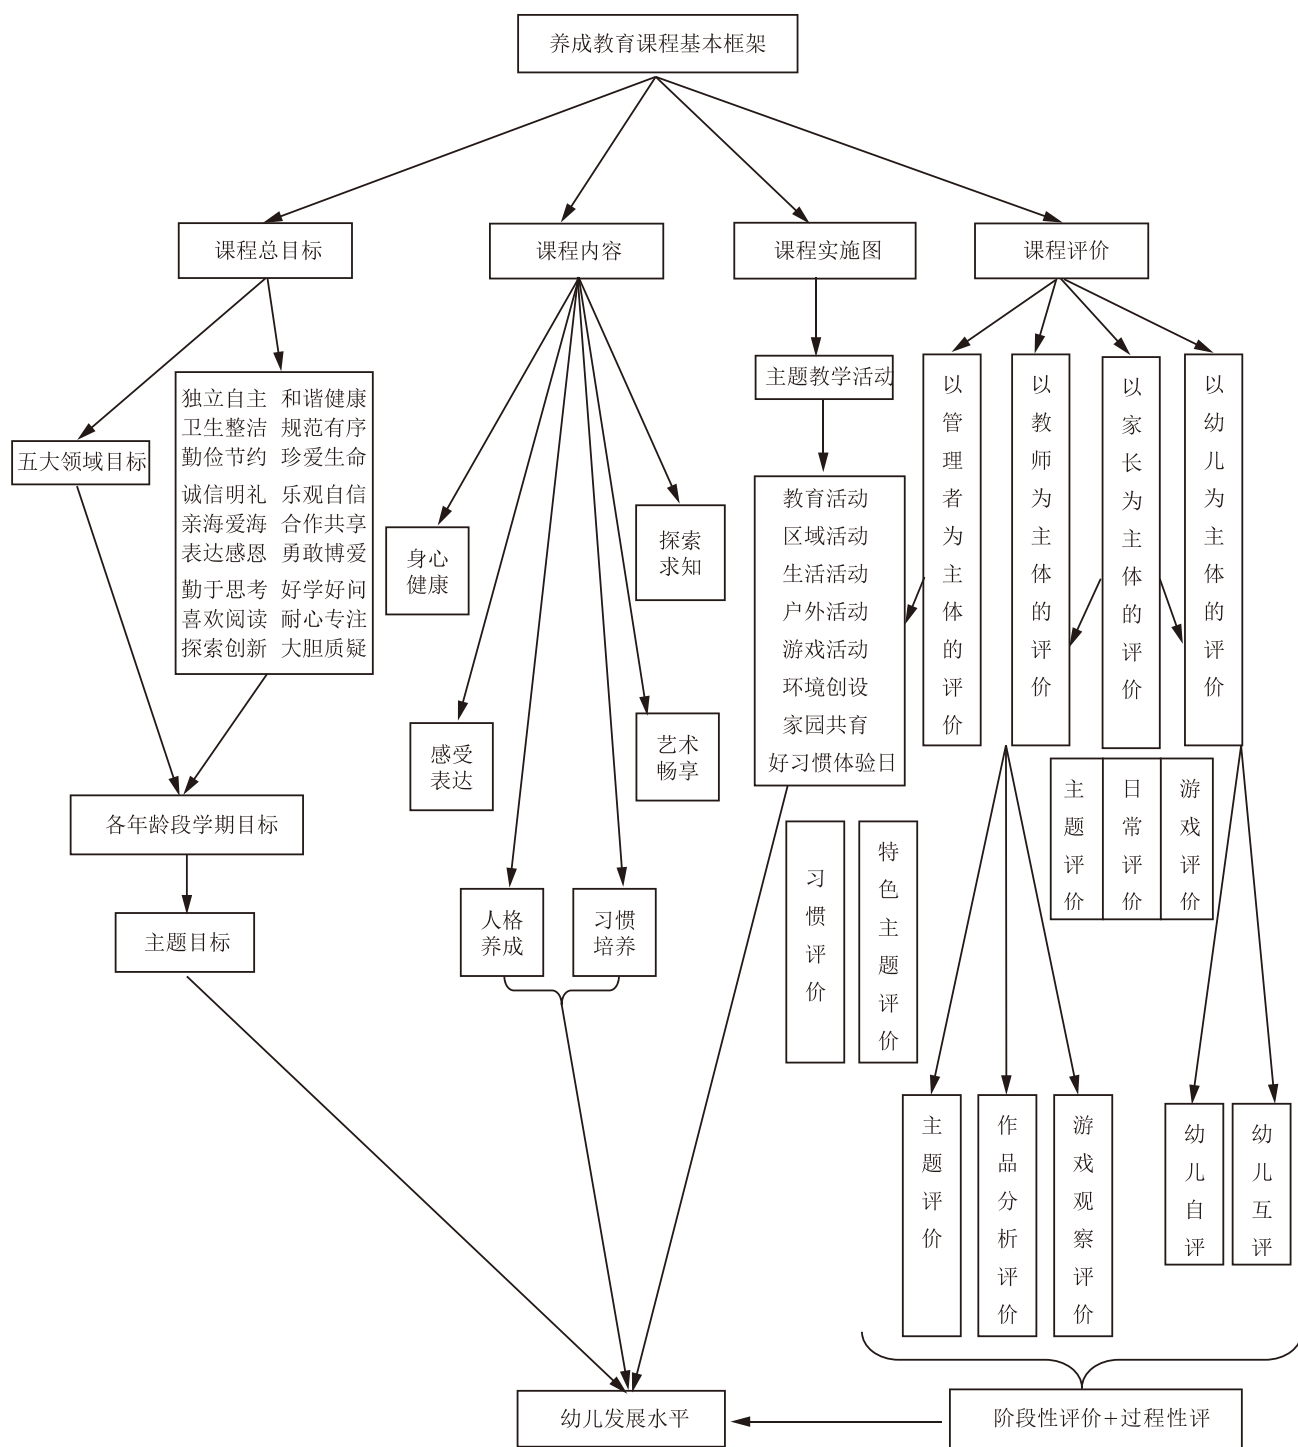 养成教育课程基本框架
课程总目标
课程内容
课程实施图
课程评价
五大领域目标
独立自主 和谐健康
卫生整洁 规范有序
勤俭节约 珍爱生命
诚信明礼 乐观自信
亲海爱海 合作共享
表达感恩 勇敢博爱
勤于思考 好学好问
喜欢阅读 耐心专注
探索创新 大胆质疑
各年龄段学期目标
主题目标
身心
健康
探索
求知
感受
表达
艺术
畅享
人格
养成
习惯
培养
主题教学活动
教育活动
区域活动
生活活动
户外活动
游戏活动
环境创设
家园共育
好习惯体验日
以管理者为主体的评价
以教师为主体的评价
以家长为主体的评价
以幼儿为主体的评价
习惯评价
特色主题评价
主题评价
日常评价
游戏评价
主题评价
作品分析评价
游戏观察评价
幼儿自评
幼儿互评
幼儿发展水平
阶段性评价+过程性评